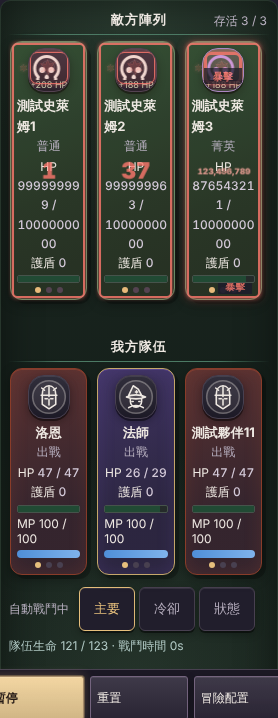 敵方陣列
存活 3 / 3
+208 HP
測試史萊
姆1
普通
HP
1
99999999
9 /
10000000
00
護盾 0
+188 HP
測試史萊
姆2
普通
HP
37
99999996
3 /
10000000
00
護盾 0
暴擊
測試史萊
姆3
菁英
HP
123,456,789
87654321
1 /
10000000
00
護盾 0
暴擊
我方隊伍
洛恩
出戰
HP 47 / 47
護盾 0
MP 100 /
100
法師
出戰
HP 26 / 29
護盾 0
MP 100 /
100
測試夥伴11
出戰
HP 47 / 47
護盾 0
MP 100 /
100
自動戰鬥中
主要
冷卻
狀態
隊伍生命 121 / 123 · 戰鬥時間 0s
暫停
重置
冒險配置